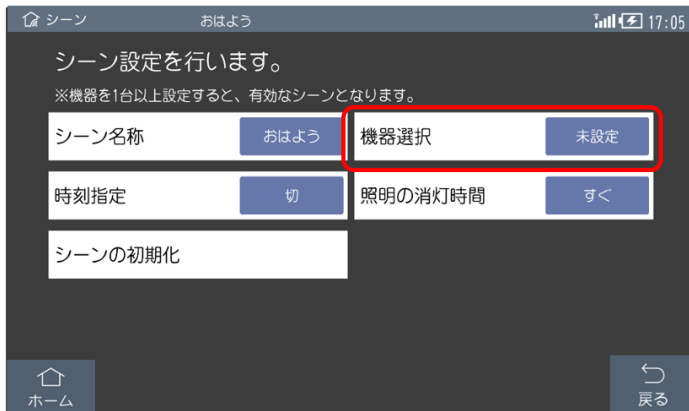 シーン おはよう 17:05
シーン設定を行います。
※機器を1台以上設定すると、有効なシーンとなります。
シーン名称 おはよう 機器選択 未設定
時刻指定 切 照明の消灯時間 すぐ
シーンの初期化
ホーム 戻る